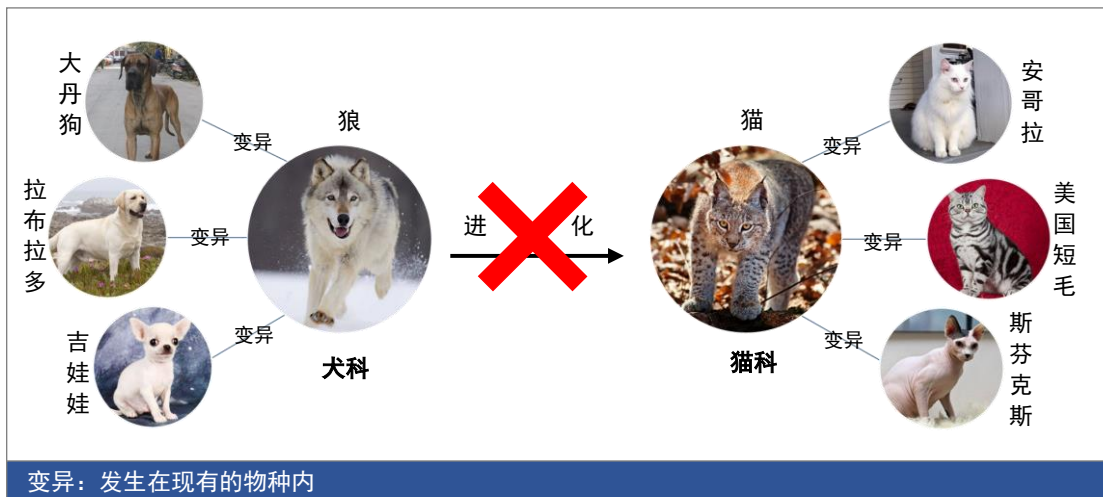 大丹狗
变异
狼
拉布拉多
变异
吉娃娃
变异
犬科
进 化
猫
变异
安哥拉
变异
美国短毛
变异
斯芬克斯
猫科
变异：发生在现有的物种内